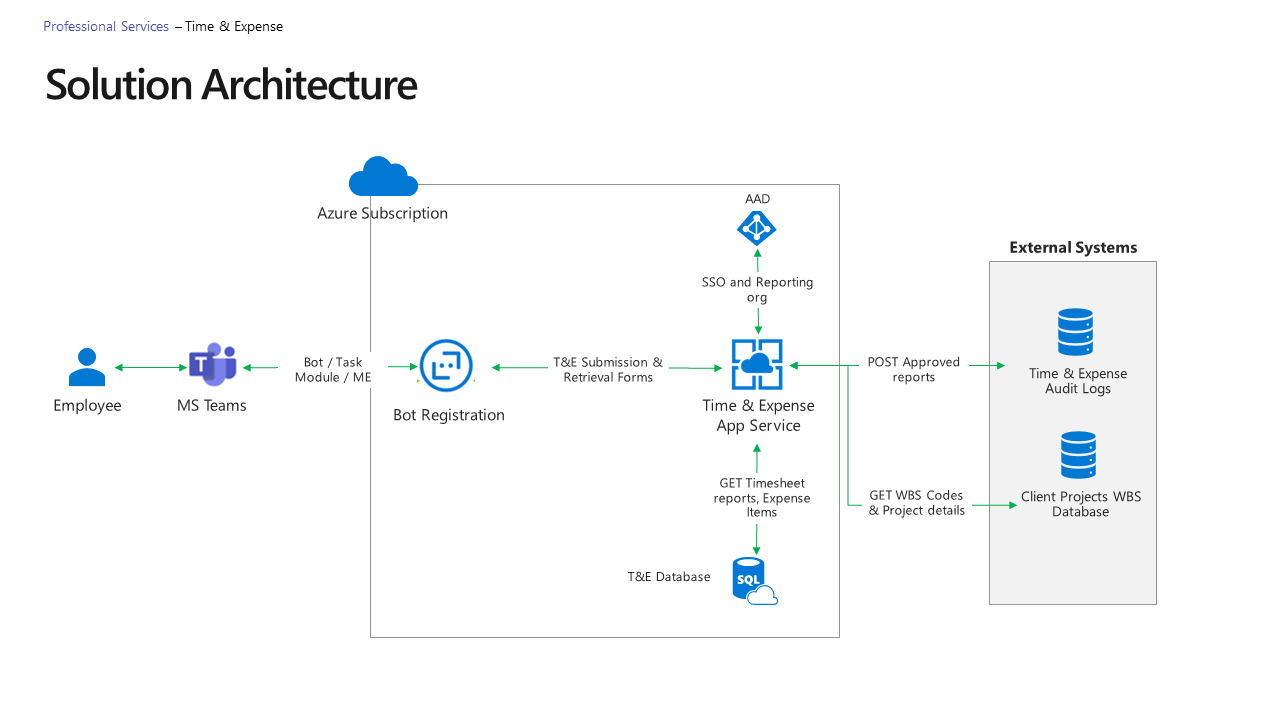 Professional Services – Time & Expense
Solution Architecture
Azure Subscription
AAD
SSO and Reporting
org
External Systems
Employee
T
MS Teams
Bot / Task
Module / ME
Bot Registration
T&E Submission &
Retrieval Forms
Time & Expense
App Service
POST Approved
reports
Time & Expense
Audit Logs
GET Timesheet
reports, Expense
Items
GET WBS Codes
& Project details
Client Projects WBS
Database
T&E Database
SQL